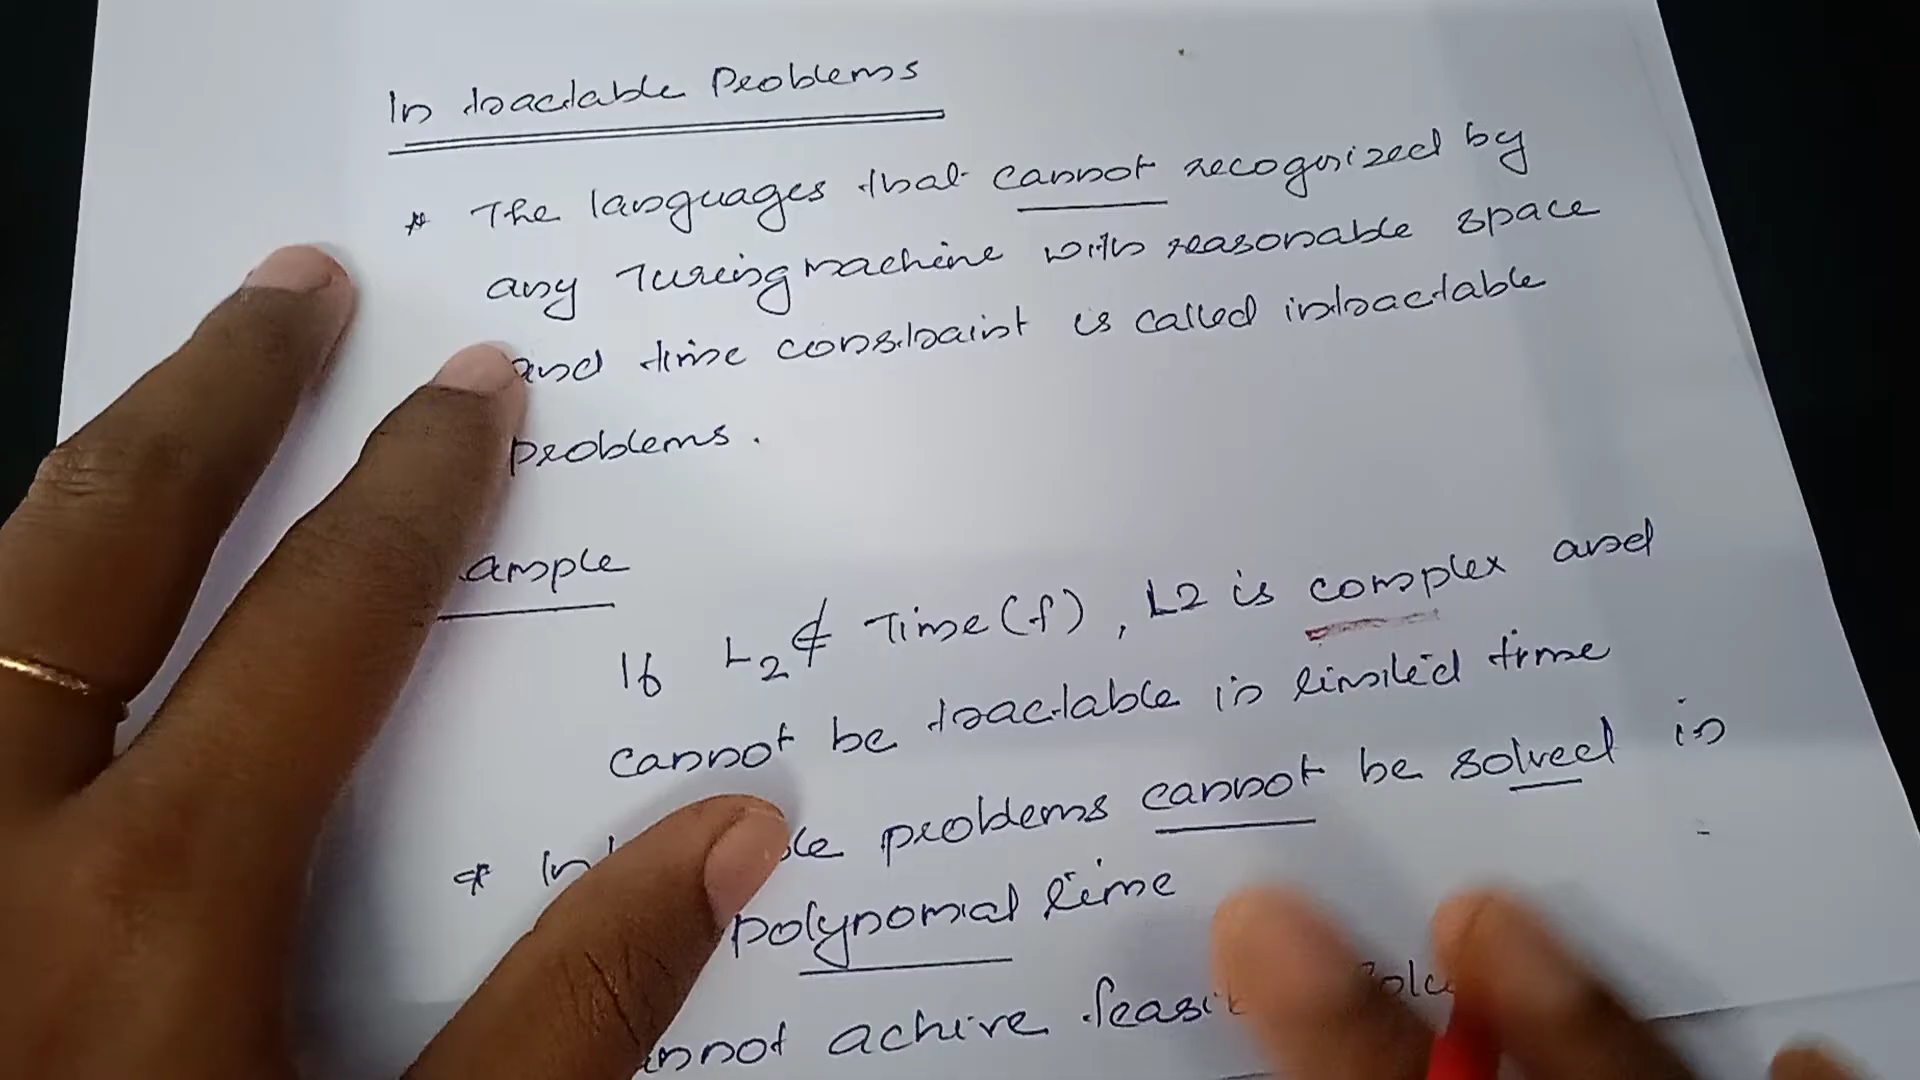 Intractable Problems
* The languages that cannot recognized by
any Turing machine with reasonable space
and time constraint is called intractable
problems.
ample
If L2 ∉ Time(f), L2 is complex and
cannot be tractable in limited time
* In ble problems cannot be solved in
polynomial time
nnot achive feasi